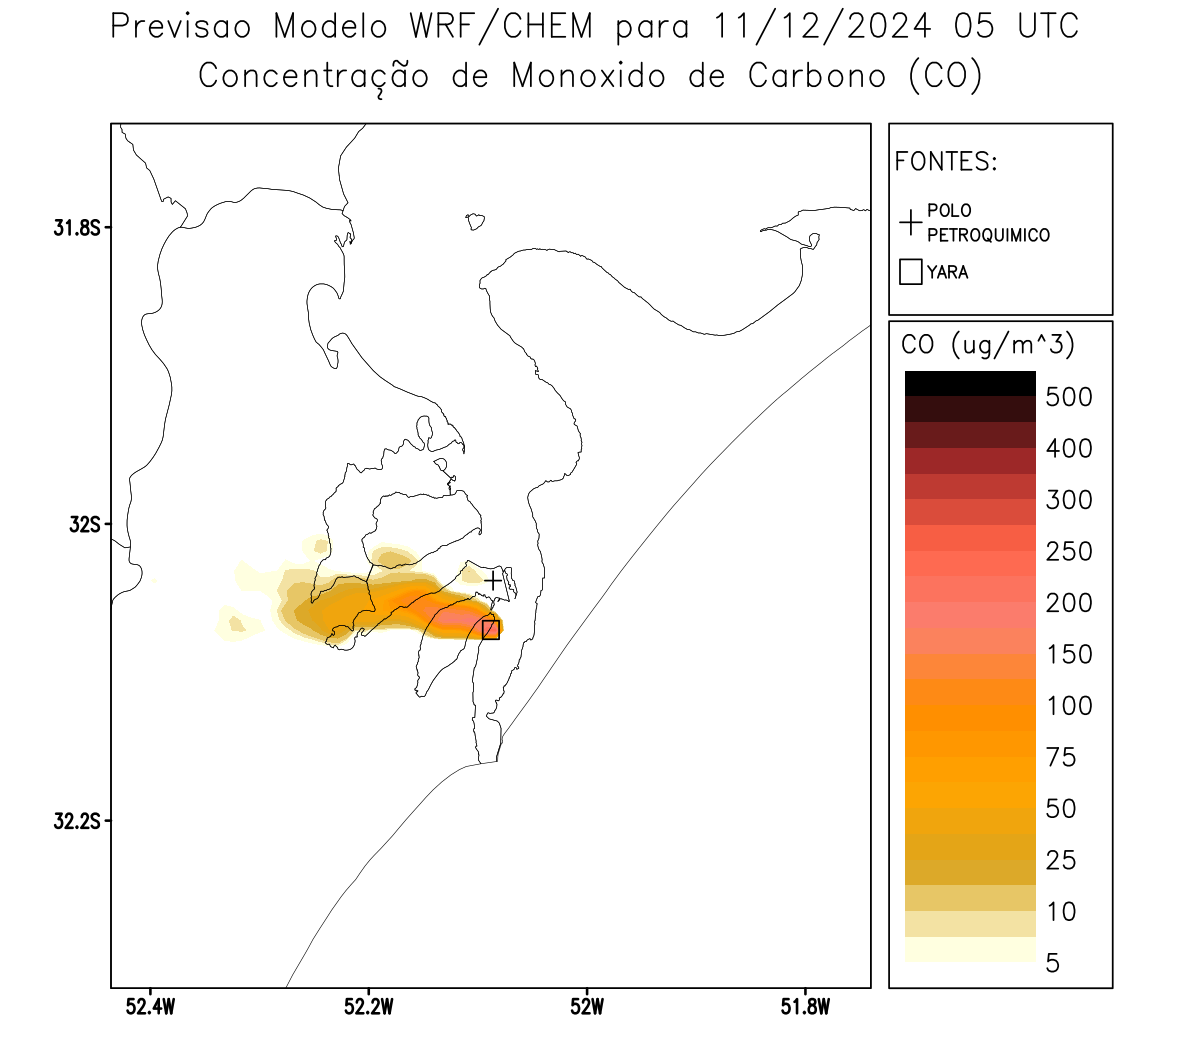 Previsao Modelo WRF/CHEM para 11/12/2024 05 UTC
Concentração de Monoxido de Carbono (CO)
FONTES:
POLO
PETROQUIMICO
YARA
CO (ug/m^3)
500
400
300
250
200
150
100
75
50
25
10
5
31.8S
32S
32.2S
52.4W
52.2W
52W
51.8W